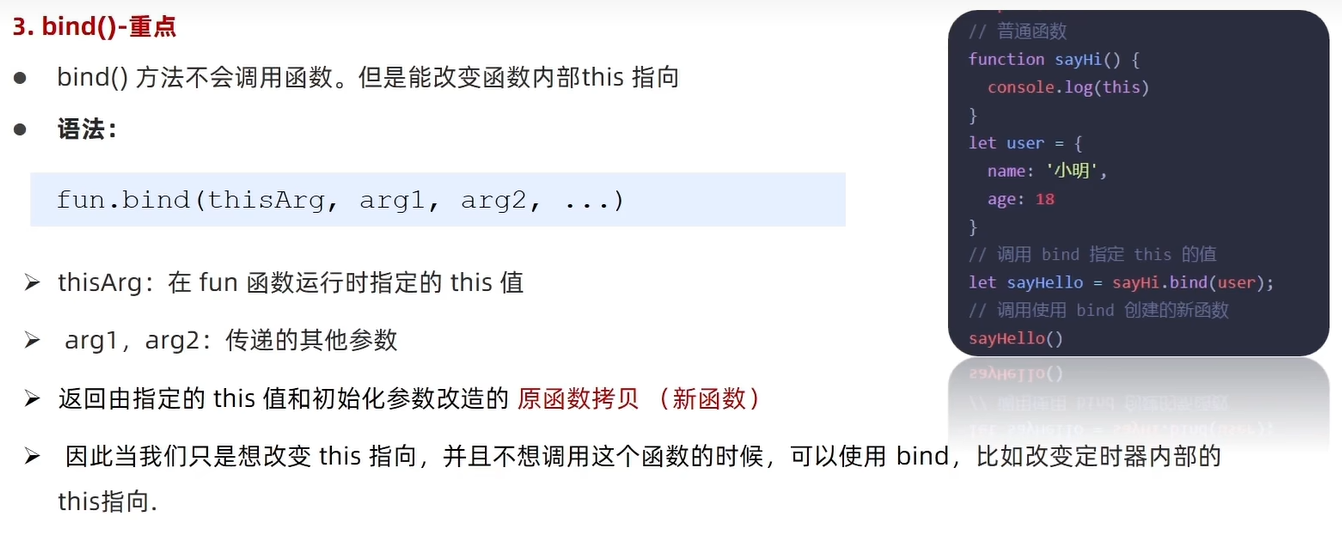 3. bind()-重点
● bind() 方法不会调用函数。但是能改变函数内部this 指向
● 语法：
fun.bind(thisArg, arg1, arg2, ...)
➢ thisArg：在 fun 函数运行时指定的 this 值
➢ arg1，arg2：传递的其他参数
➢ 返回由指定的 this 值和初始化参数改造的 原函数拷贝 （新函数）
➢ 因此当我们只是想改变 this 指向，并且不想调用这个函数的时候，可以使用 bind，比如改变定时器内部的
this指向.
// 普通函数
function sayHi() {
  console.log(this)
}
let user = {
  name: '小明',
  age: 18
}
// 调用 bind 指定 this 的值
let sayHello = sayHi.bind(user);
// 调用使用 bind 创建的新函数
sayHello()